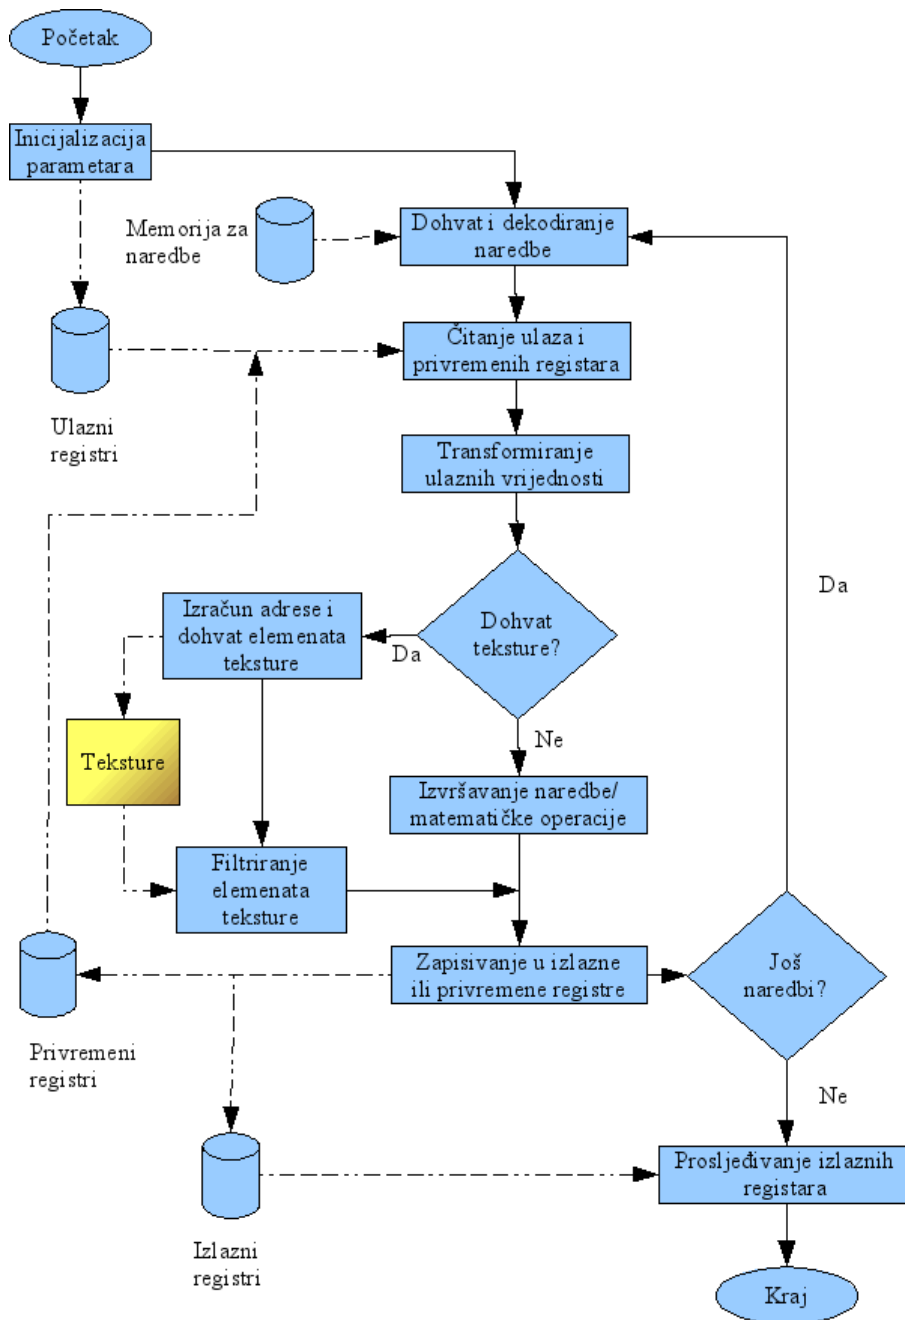 Početak
Inicijalizacija
parametara
Memorija za
naredbe
Dohvat i dekodiranje
naredbe
Čitanje ulaza i
privremenih registara
Ulazni
registri
Transformiranje
ulaznih vrijednosti
Izračun adrese i
dohvat elemenata
teksture
Da
Dohvat
teksture?
Da
Ne
Teksture
Izvršavanje naredbe/
matematičke operacije
Filtriranje
elemenata
teksture
Zapisivanje u izlazne
ili privremene registre
Još
naredbi?
Privremeni
registri
Ne
Prosljeđivanje izlaznih
registara
Izlazni
registri
Kraj